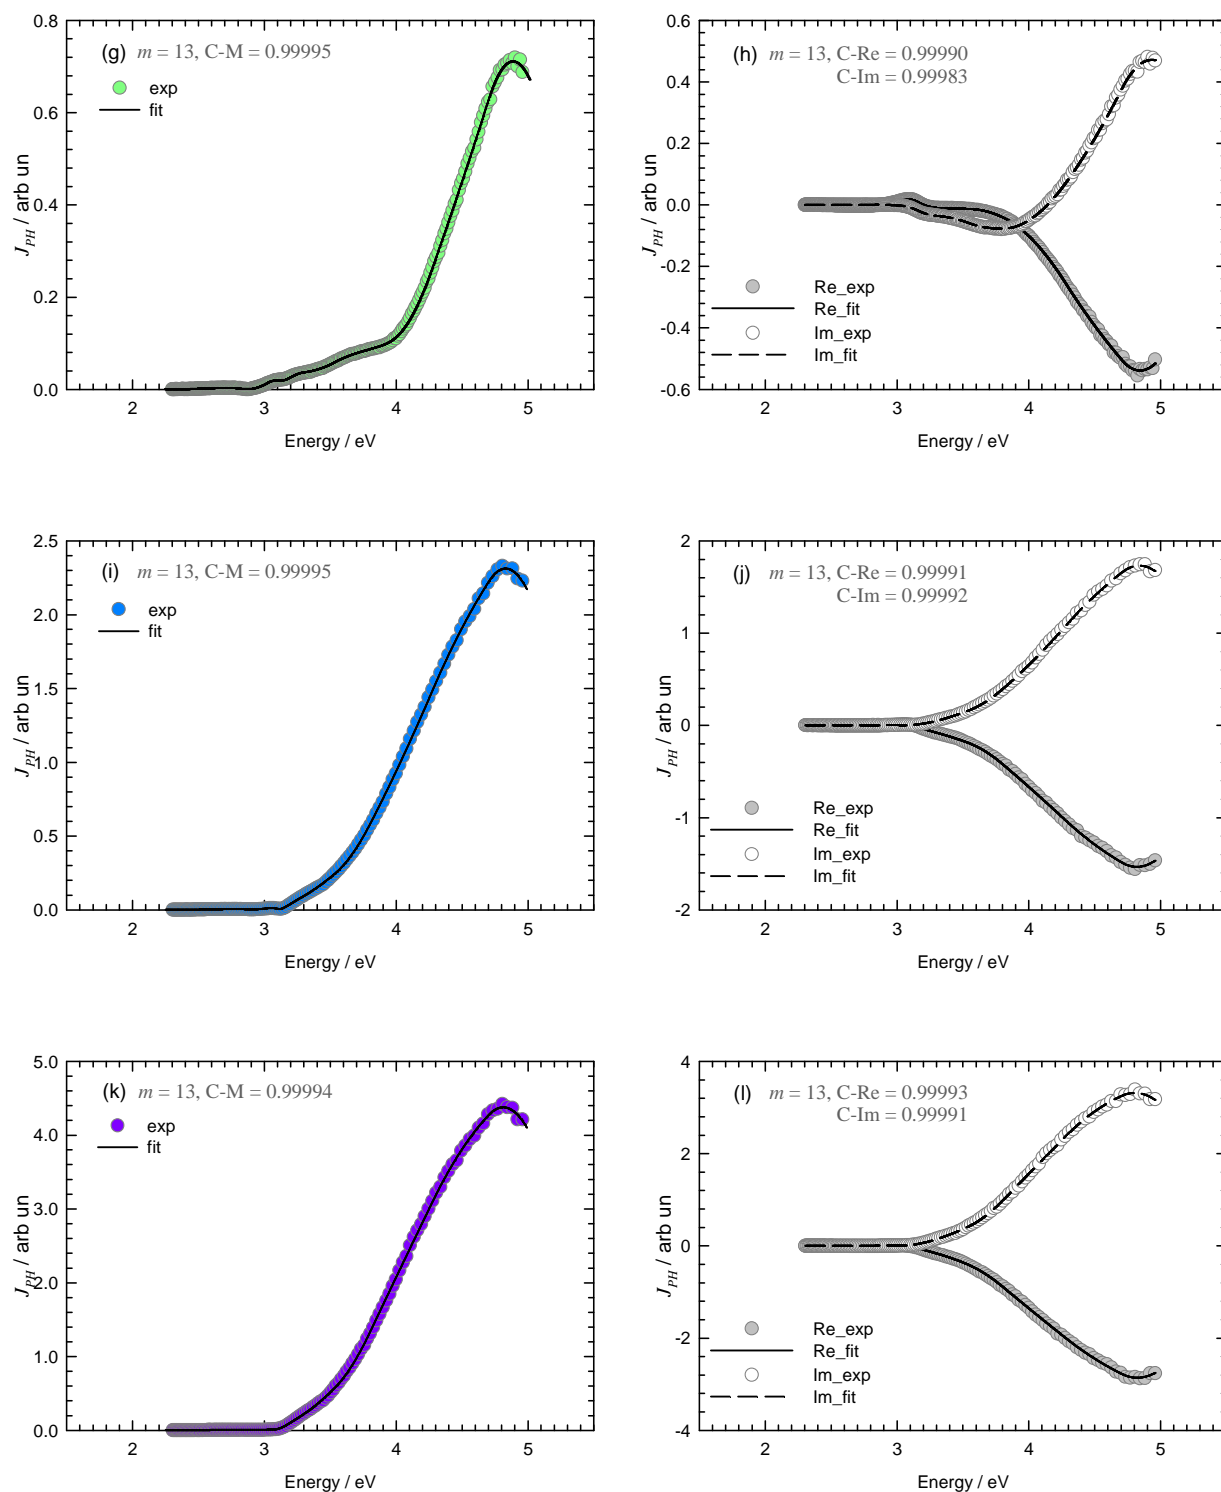 (g) m = 13, C-M = 0.99995
exp
fit
0.8
0.6
0.4
0.2
0.0
J_PH / arb un
2 3 4 5
Energy / eV
(h) m = 13, C-Re = 0.99990
C-Im = 0.99983
0.6
0.4
0.2
0.0
-0.2
-0.4
-0.6
J_PH / arb un
Re_exp
Re_fit
Im_exp
Im_fit
2 3 4 5
Energy / eV
(i) m = 13, C-M = 0.99995
exp
fit
2.5
2.0
1.5
1.0
0.5
0.0
J_PH / arb un
2 3 4 5
Energy / eV
(j) m = 13, C-Re = 0.99991
C-Im = 0.99992
2
1
0
-1
-2
J_PH / arb un
Re_exp
Re_fit
Im_exp
Im_fit
2 3 4 5
Energy / eV
(k) m = 13, C-M = 0.99994
exp
fit
5.0
4.0
3.0
2.0
1.0
0.0
J_PH / arb un
2 3 4 5
Energy / eV
(l) m = 13, C-Re = 0.99993
C-Im = 0.99991
4
2
0
-2
-4
J_PH / arb un
Re_exp
Re_fit
Im_exp
Im_fit
2 3 4 5
Energy / eV